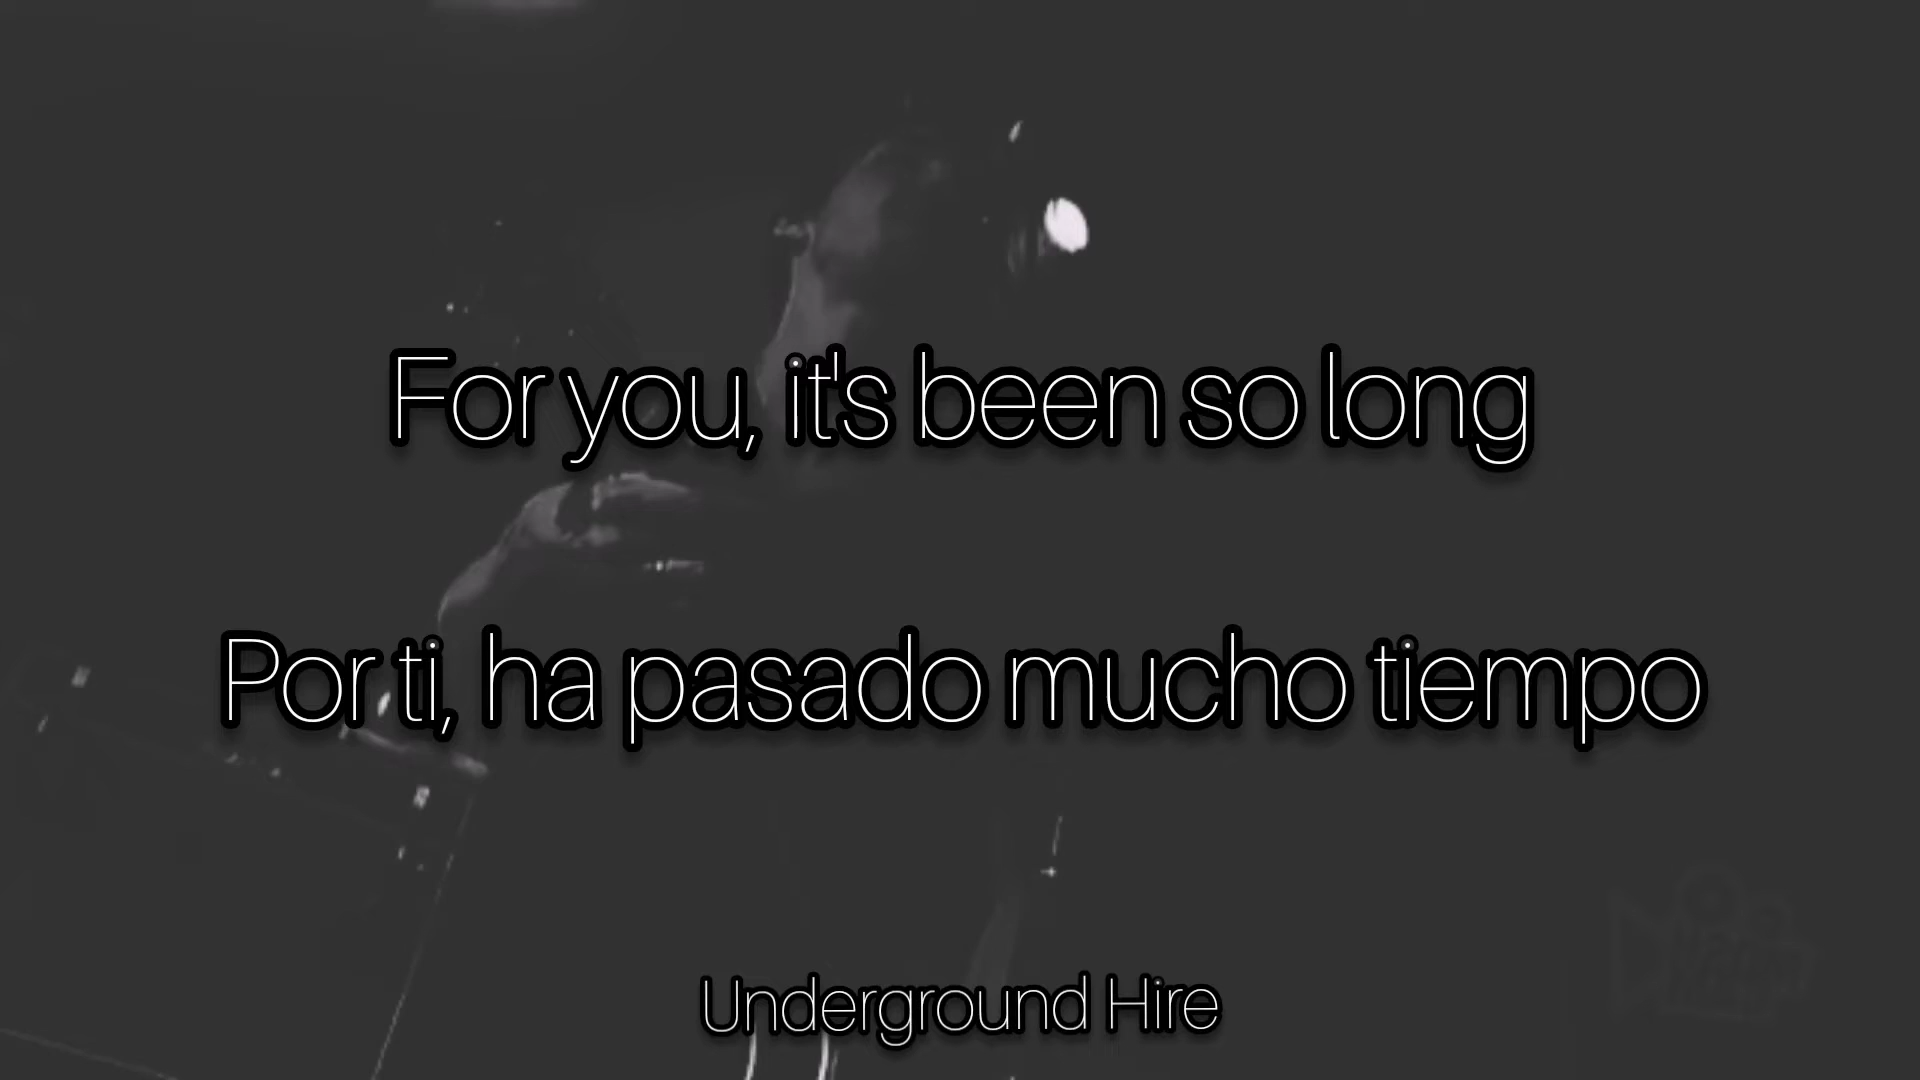 For you, it's been so long
Por ti, ha pasado mucho tiempo
Underground Hire